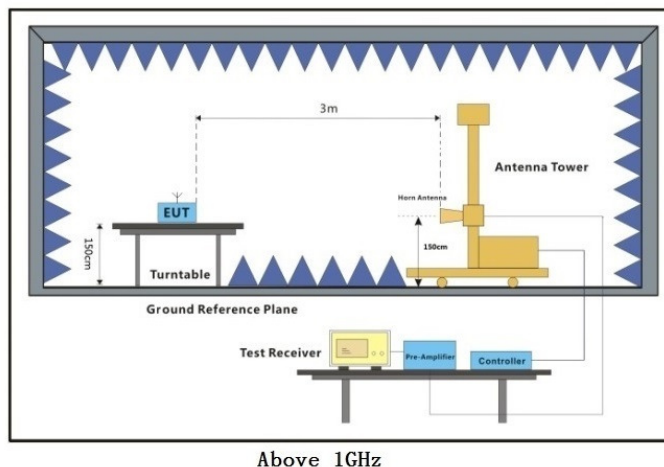 3m
Antenna Tower
Horn Antenna
EUT
150cm
150cm
Turntable
Ground Reference Plane
Test Receiver
Pre-Amplifier
Controller
Above 1GHz